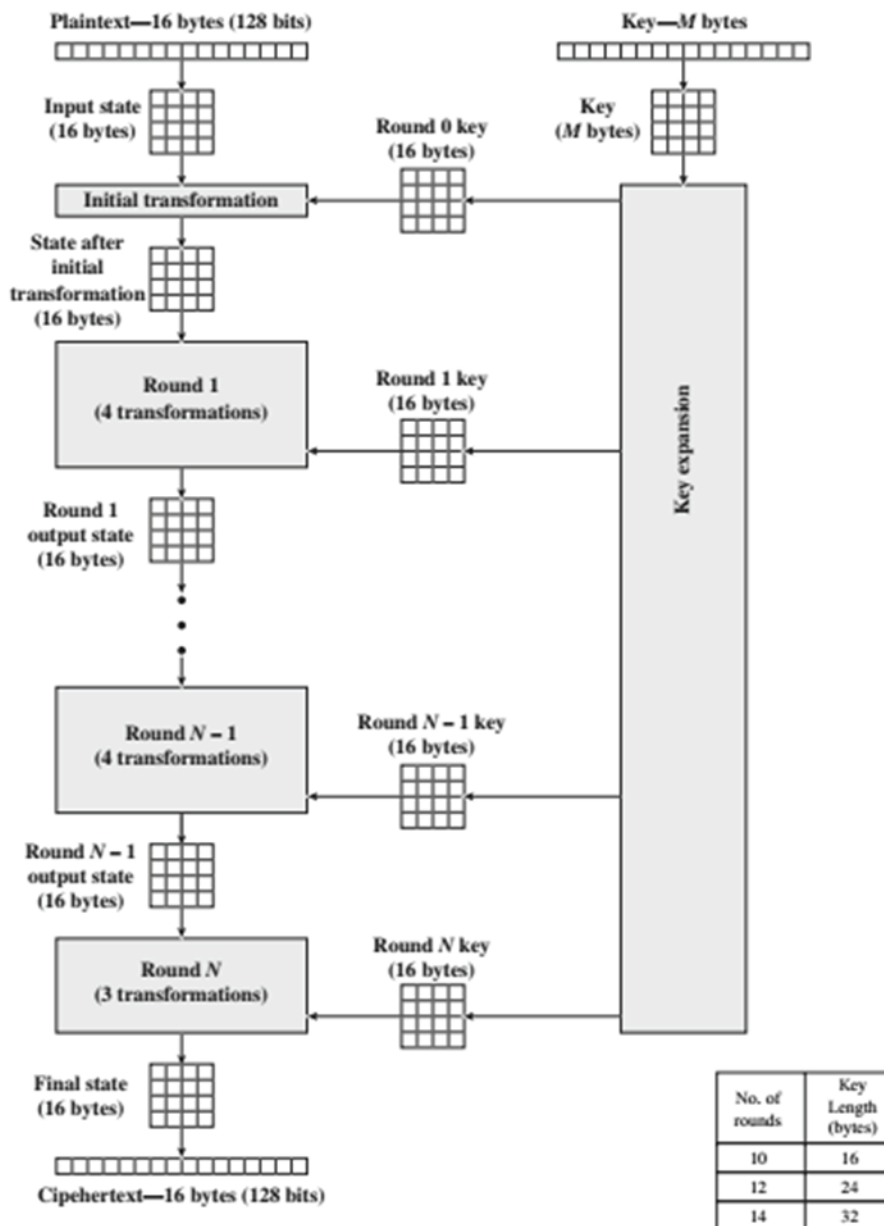 Plaintext—16 bytes (128 bits)
Key—M bytes
Input state
(16 bytes)
Key
(M bytes)
Round 0 key
(16 bytes)
Initial transformation
State after
initial
transformation
(16 bytes)
Round 1
(4 transformations)
Round 1 key
(16 bytes)
Key expansion
Round 1
output state
(16 bytes)
Round N – 1
(4 transformations)
Round N – 1 key
(16 bytes)
Round N – 1
output state
(16 bytes)
Round N
(3 transformations)
Round N key
(16 bytes)
Final state
(16 bytes)
Cipehertext—16 bytes (128 bits)
No. of
rounds
Key
Length
(bytes)
10 16
12 24
14 32